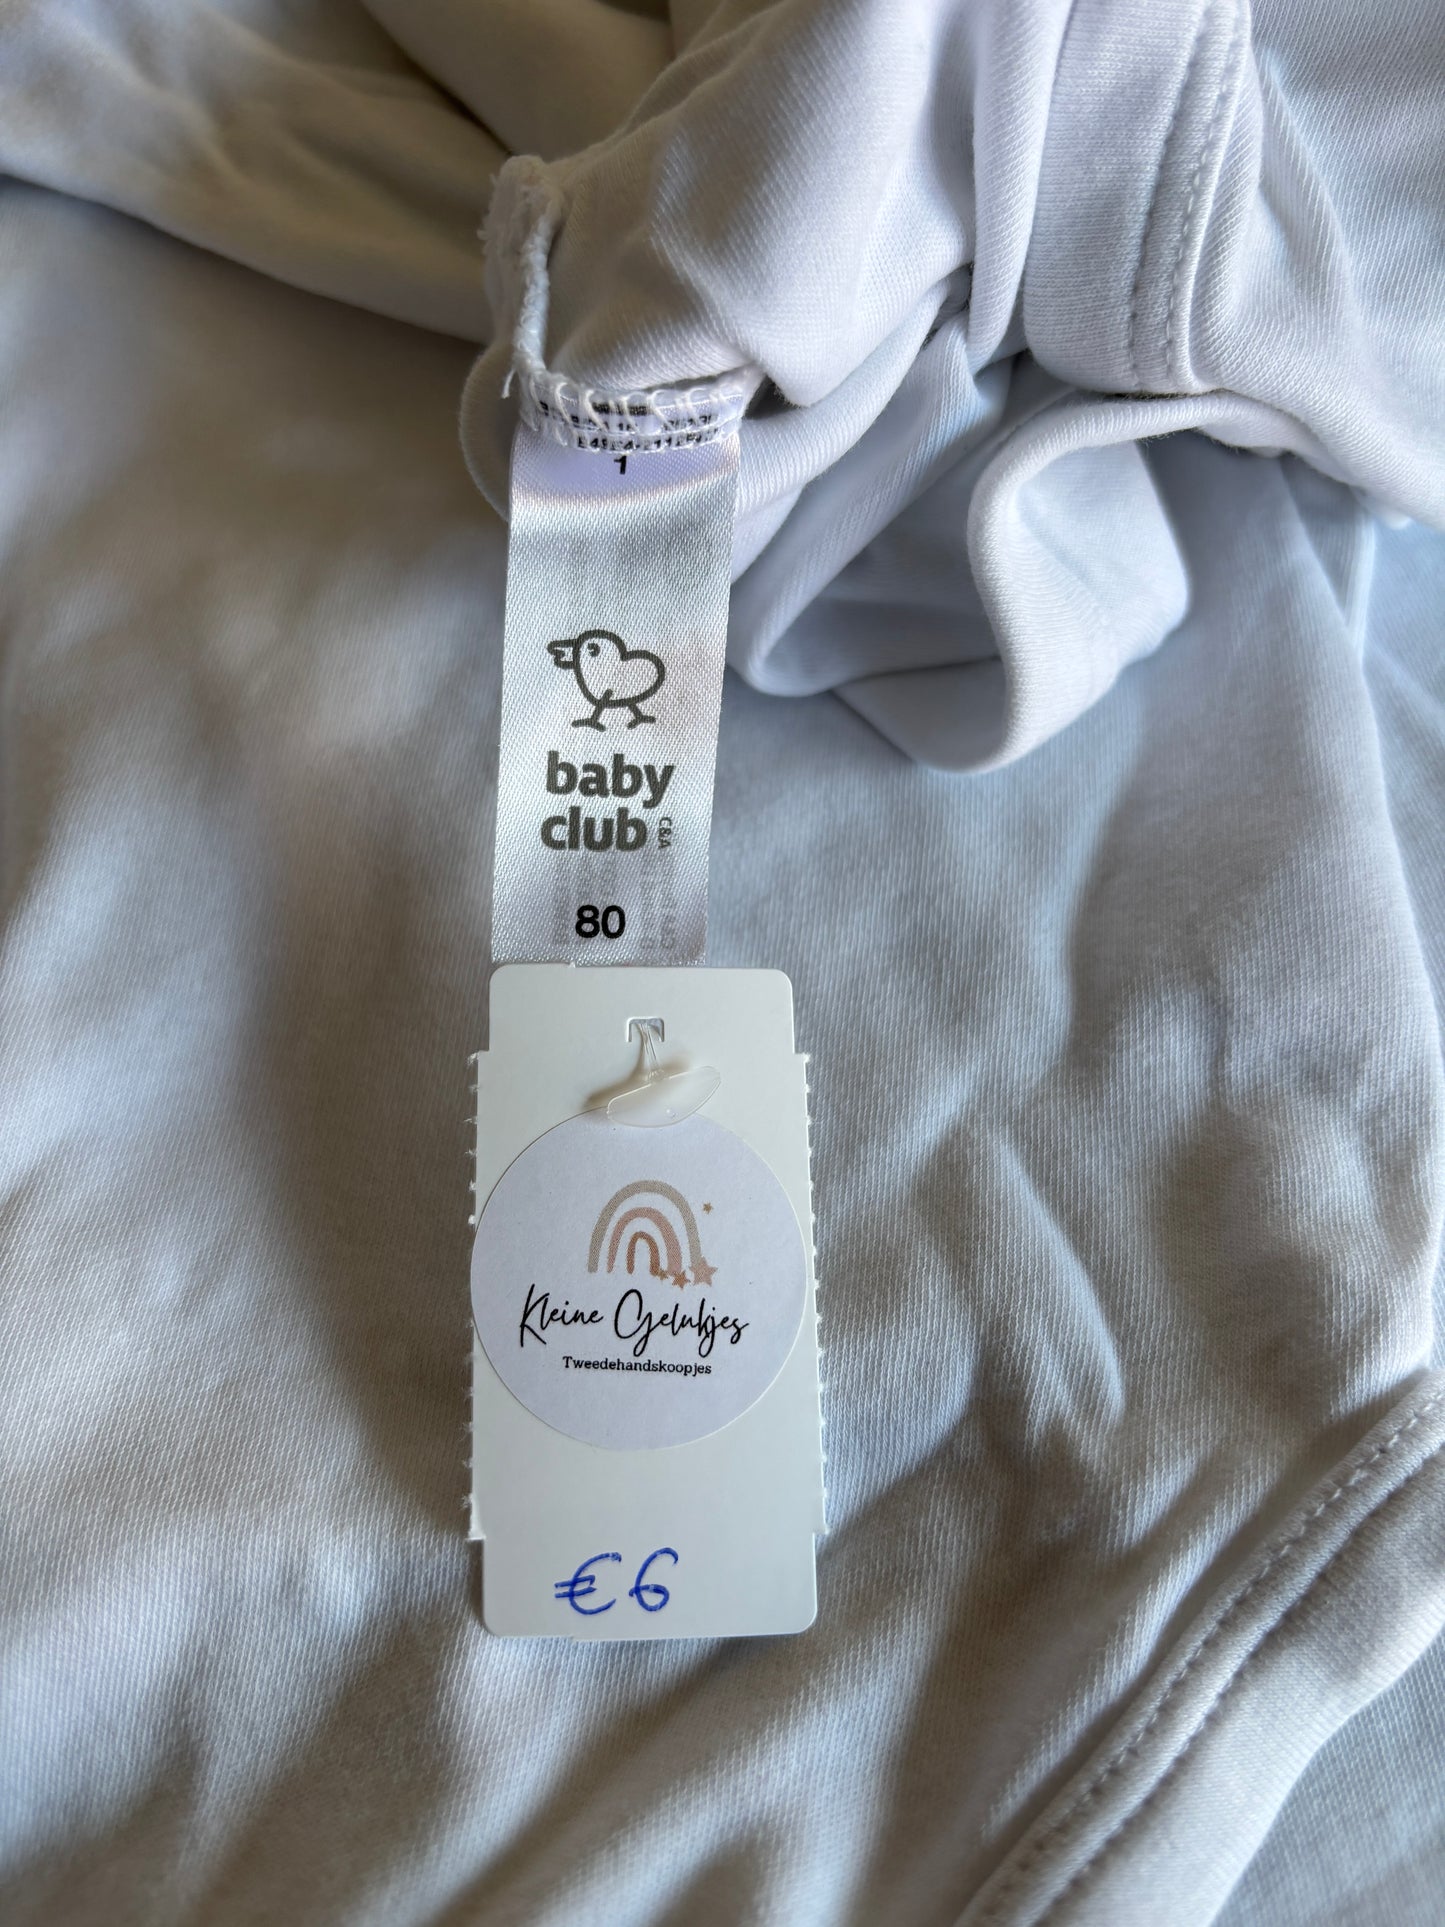 1
baby
club
C&A
80
Kleine Gelukjes
Tweedehandskoopjes
€6